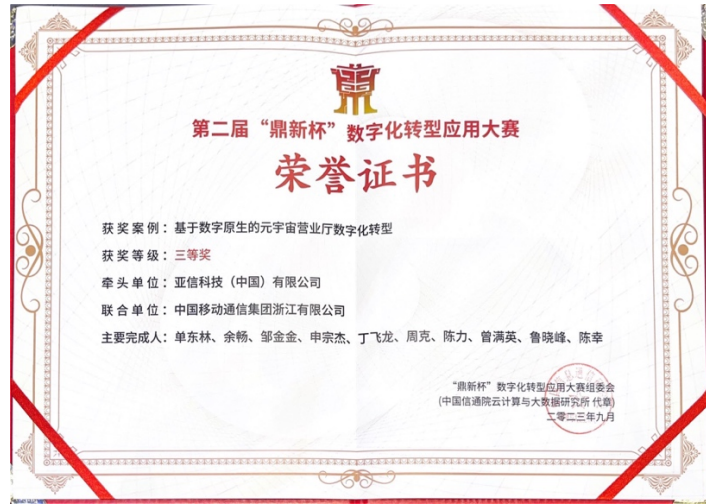 第二届“鼎新杯”数字化转型应用大赛
荣誉证书
获奖案例：基于数字原生的元宇宙营业厅数字化转型
获奖等级：三等奖
牵头单位：亚信科技（中国）有限公司
联合单位：中国移动通信集团浙江有限公司
主要完成人：单东林、余畅、邹金金、申宗杰、丁飞龙、周克、陈力、曾满英、鲁晓峰、陈幸
“鼎新杯”数字化转型应用大赛组委会
(中国信通院云计算与大数据研究所 代章)
二零二三年九月